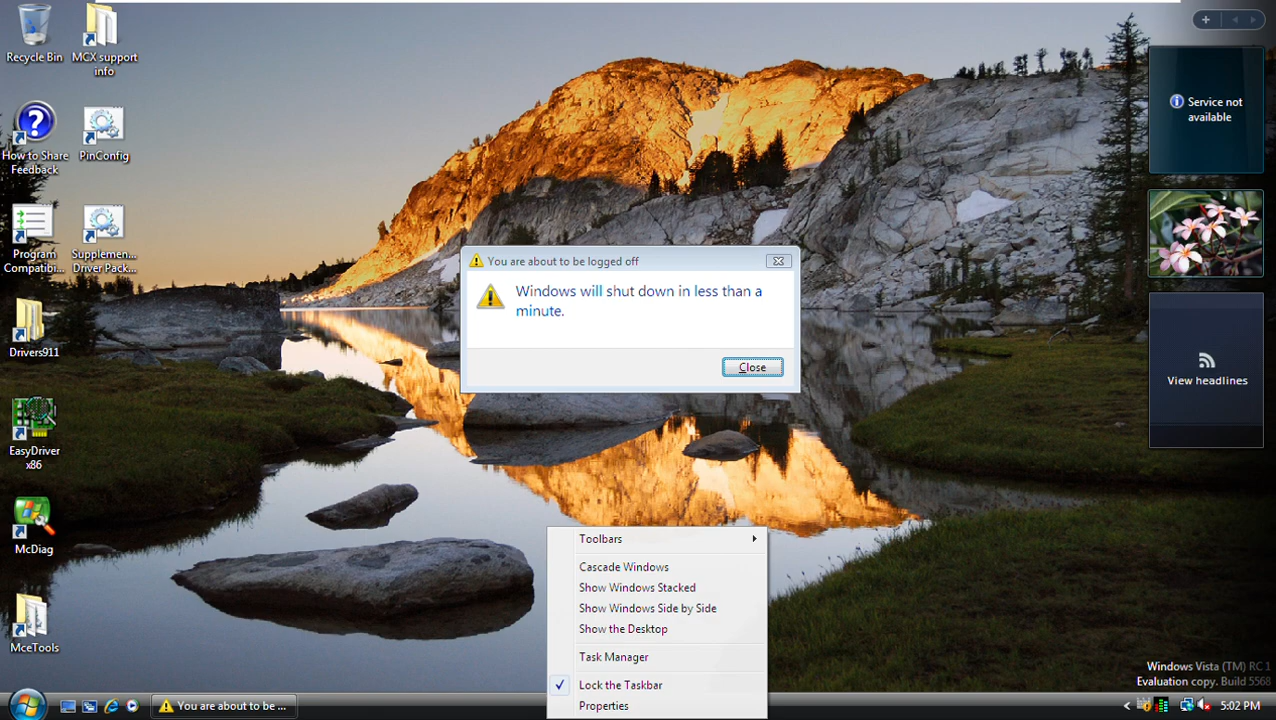 Recycle Bin
MCX support
info
How to Share
Feedback
PinConfig
Program
Compatibi...
Supplemen...
Driver Pack...
Drivers911
EasyDriver
x86
McDiag
MceTools
You are about to be logged off
Windows will shut down in less than a
minute.
Close
Service not
available
View headlines
Toolbars
Cascade Windows
Show Windows Stacked
Show Windows Side by Side
Show the Desktop
Task Manager
Lock the Taskbar
Properties
Windows Vista (TM) RC 1
Evaluation copy. Build 5568
You are about to be ...
5:02 PM